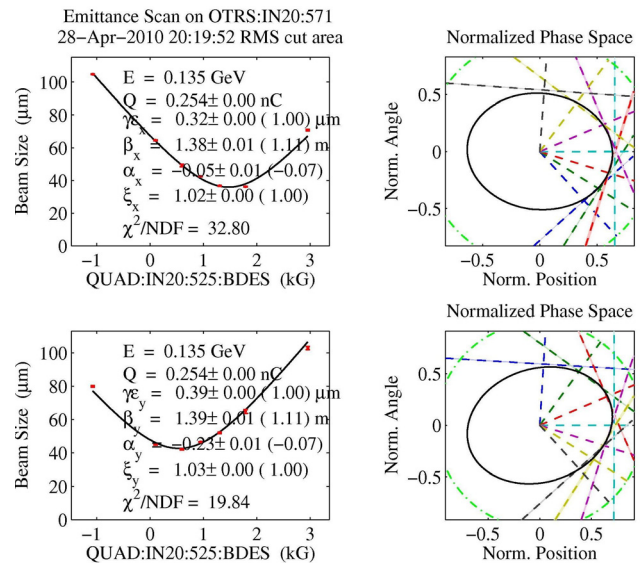 Emittance Scan on OTRS:IN20:571
28−Apr−2010 20:19:52 RMS cut area
E = 0.135 GeV
Q = 0.254± 0.00 nC
γε_x = 0.32± 0.00 ( 1.00) μm
β_x = 1.38± 0.01 ( 1.11) m
α_x = −0.05± 0.01 (−0.07)
ξ_x = 1.02± 0.00 ( 1.00)
χ²/NDF = 32.80
Beam Size (μm)
100
80
60
40
20
0
−1 0 1 2 3
QUAD:IN20:525:BDES (kG)
Normalized Phase Space
Norm. Angle
0.5
0
−0.5
−0.5 0 0.5
Norm. Position
E = 0.135 GeV
Q = 0.254± 0.00 nC
γε_y = 0.39± 0.00 ( 1.00) μm
β_y = 1.39± 0.01 ( 1.11) m
α_y = −0.23± 0.01 (−0.07)
ξ_y = 1.03± 0.00 ( 1.00)
χ²/NDF = 19.84
Beam Size (μm)
100
80
60
40
20
0
−1 0 1 2 3
QUAD:IN20:525:BDES (kG)
Normalized Phase Space
Norm. Angle
0.5
0
−0.5
−0.5 0 0.5
Norm. Position